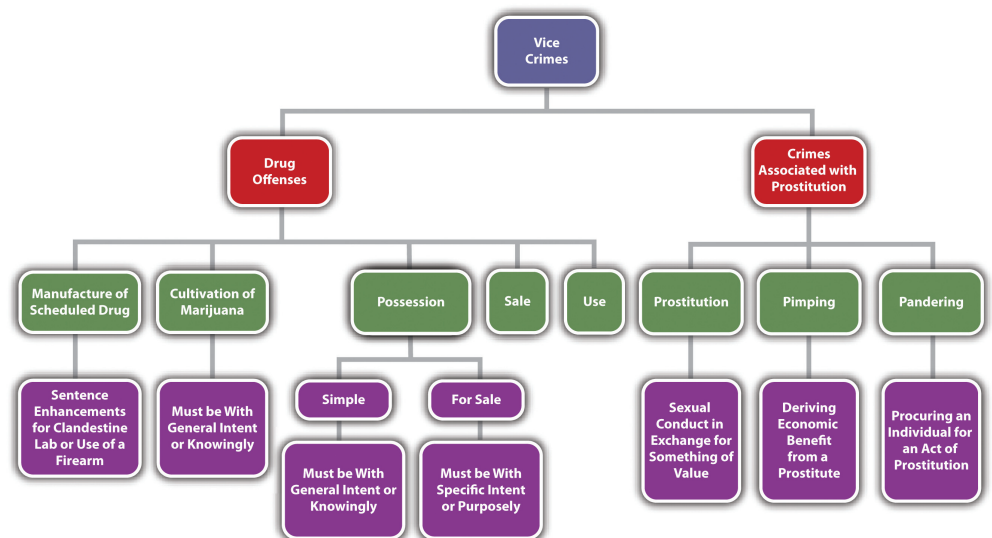 Vice
Crimes
Drug
Offenses
Crimes
Associated with
Prostitution
Manufacture of
Scheduled Drug
Cultivation of
Marijuana
Possession
Sale
Use
Prostitution
Pimping
Pandering
Sentence
Enhancements
for Clandestine
Lab or Use of a
Firearm
Must be With
General Intent
or Knowingly
Simple
For Sale
Must be With
General Intent or
Knowingly
Must be With
Specific Intent
or Purposely
Sexual
Conduct in
Exchange for
Something of
Value
Deriving
Economic
Benefit
from a
Prostitute
Procuring an
Individual for
an Act of
Prostitution